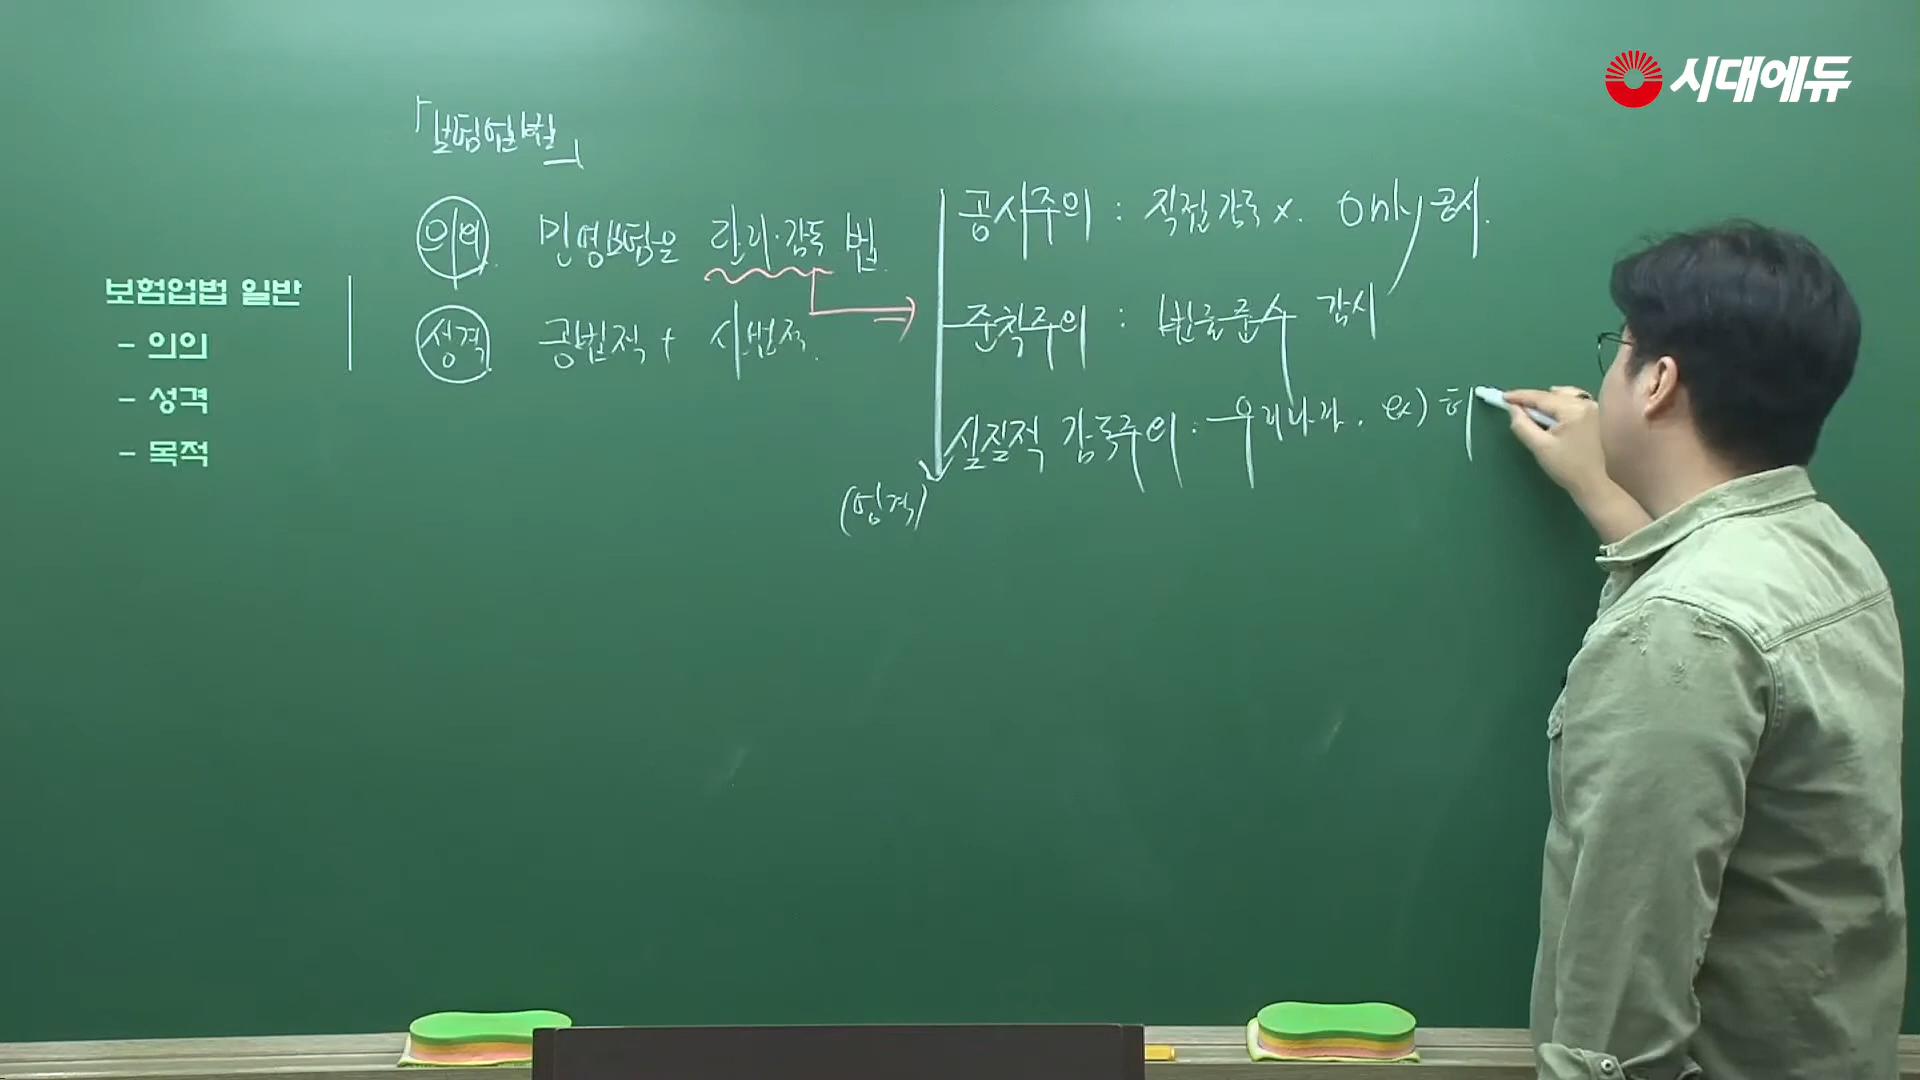 시대에듀
「보험업법」
보험업법 일반
- 의의
- 성격
- 목적
의의 민영보험을 관리·감독 법.
성격 공법적 + 사법적.
공시주의 : 직접감독 x. Only 공시.
준칙주의 : 법률준수 감시
실질적 감독주의 : 우리나라. ex) 허
(엄격)